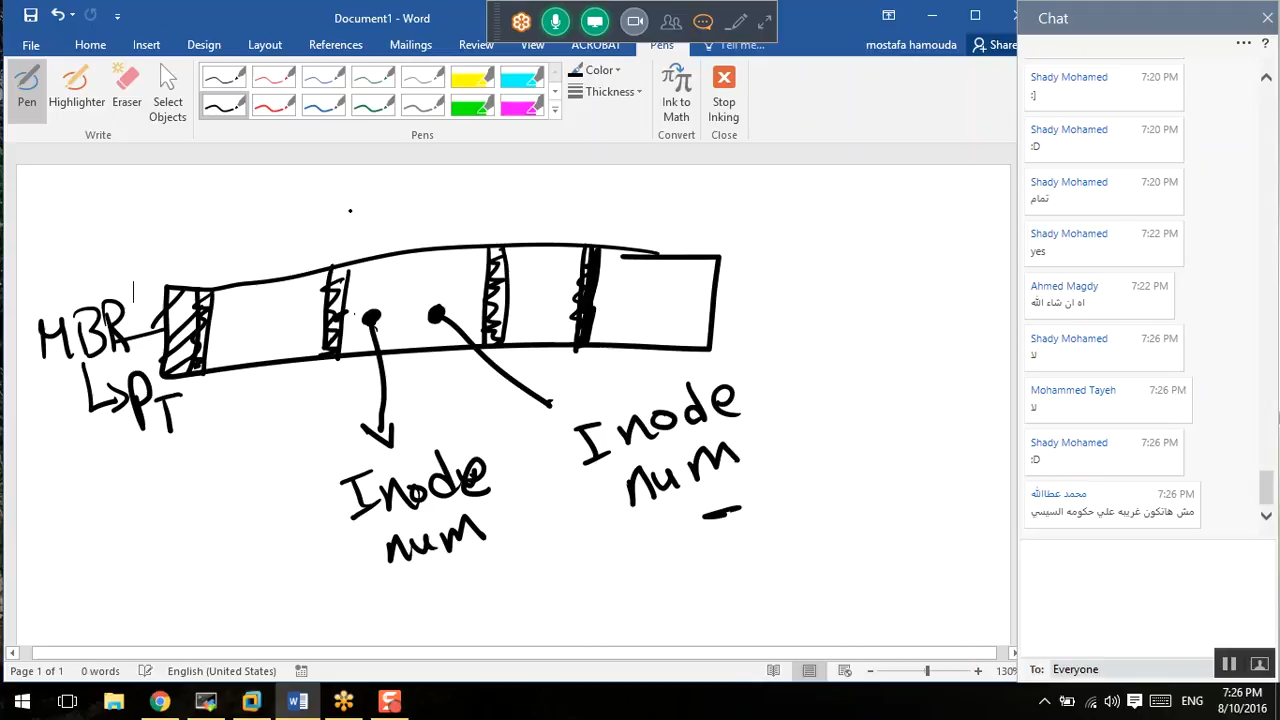 Document1 - Word
File
Home
Insert
Design
Layout
References
Mailings
ACROBAT
Pens
Tell me...
mostafa hamouda
Share
Pen
Highlighter
Eraser
Select
Objects
Color
Thickness
Ink to
Math
Stop
Inking
Write
Pens
Convert
Close
MBR
PT
Inode
num
Inode
num
Page 1 of 1
0 words
English (United States)
130%
Chat
Shady Mohamed 7:20 PM
:]
Shady Mohamed 7:20 PM
:D
Shady Mohamed 7:20 PM
تمام
Shady Mohamed 7:22 PM
yes
Ahmed Magdy 7:22 PM
اه ان شاء الله
Shady Mohamed 7:26 PM
لا
Mohammed Tayeh 7:26 PM
لا
Shady Mohamed 7:26 PM
:D
محمد عطاالله 7:26 PM
مش هاتكون غريبه علي حكومه السيسي
To: Everyone
ENG
7:26 PM
8/10/2016